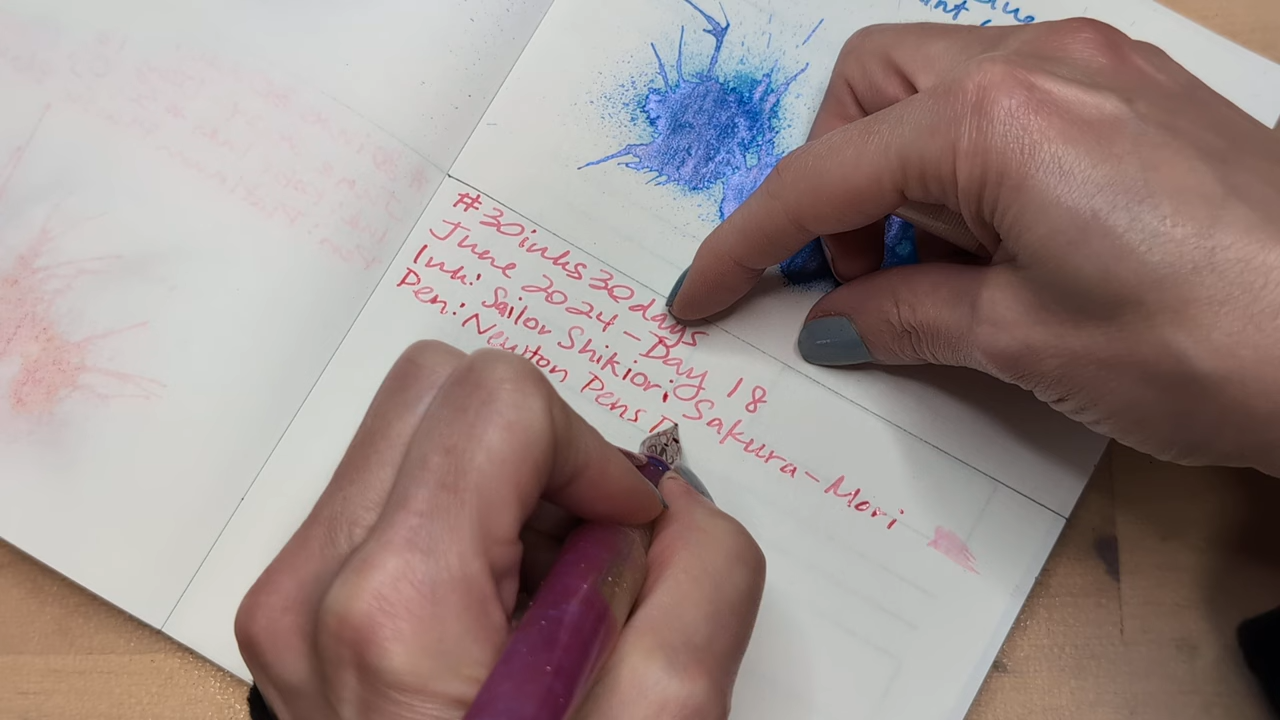 #30inks30days
June 2024 - Day 18
Ink: Sailor Shikiori Sakura-Mori
Pen: Newton Pens